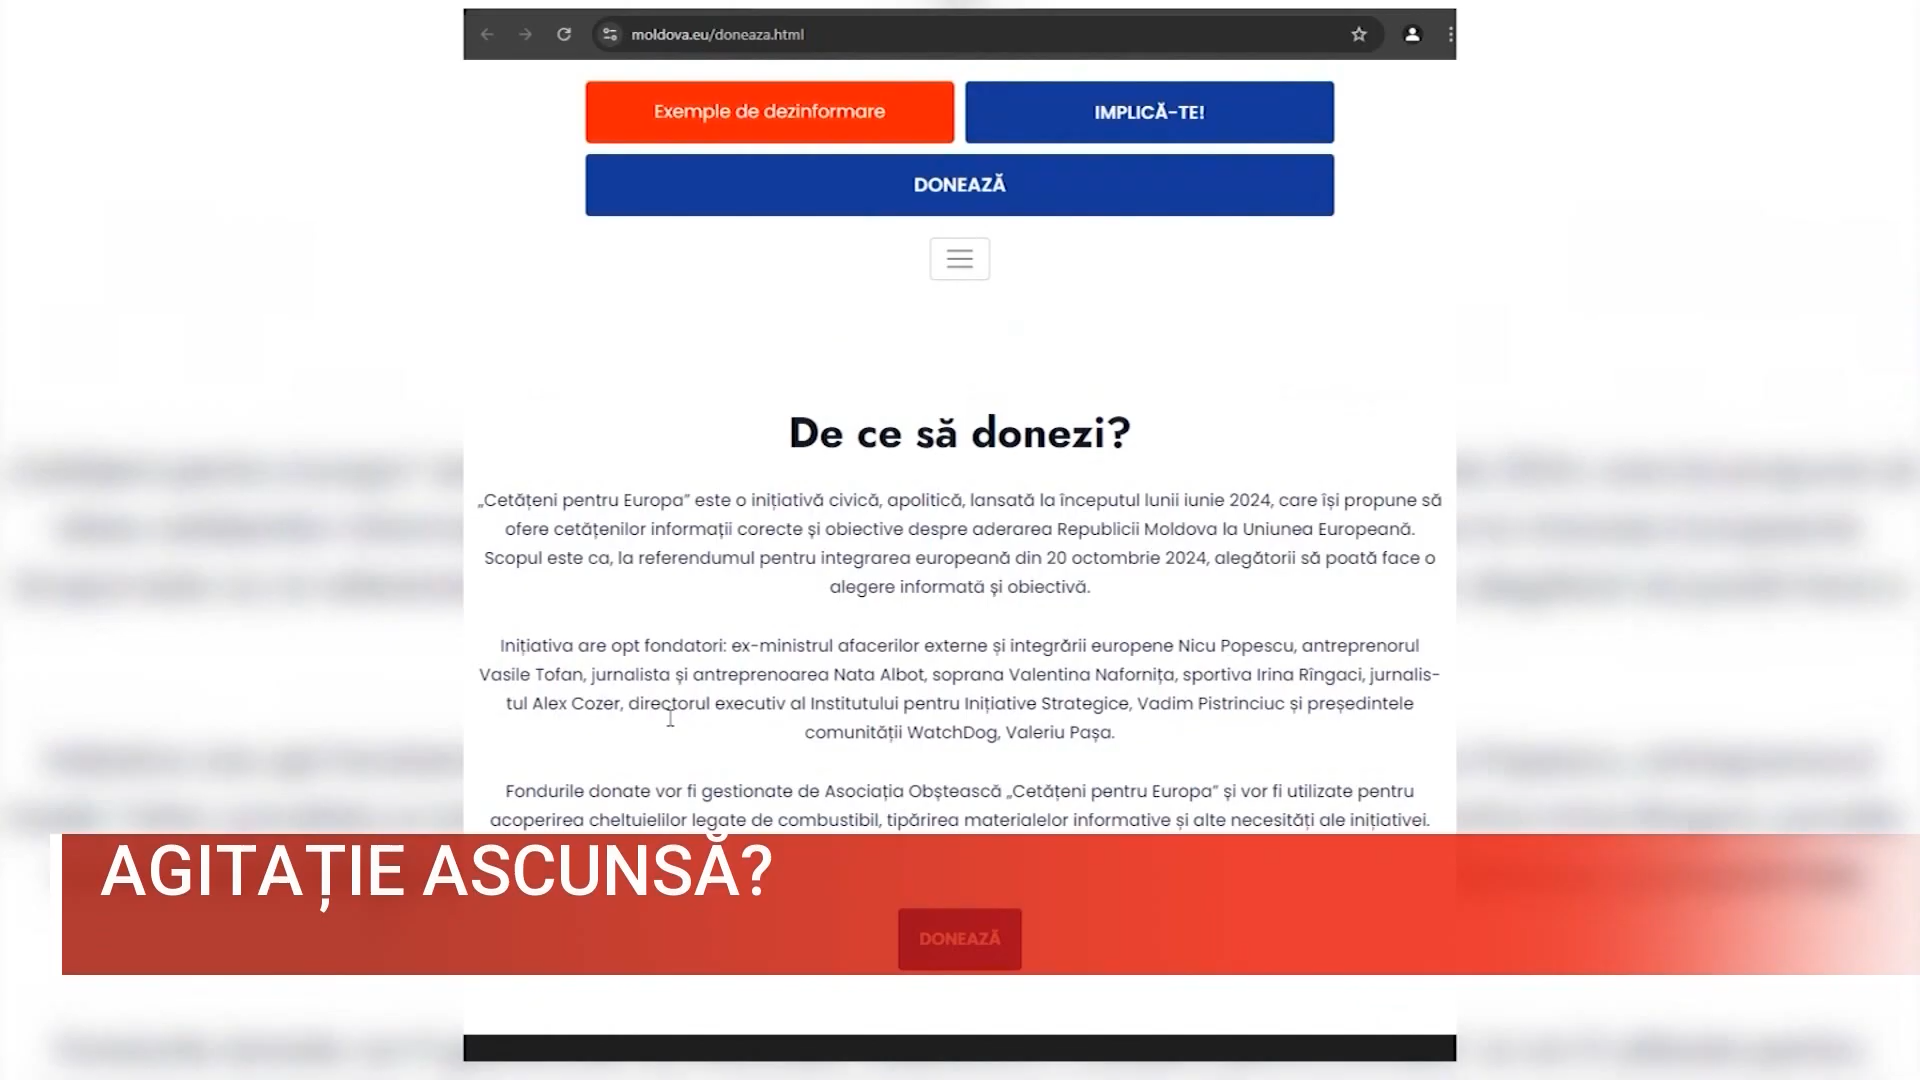 moldova.eu/doneaza.html
Exemple de dezinformare
IMPLICĂ-TE!
DONEAZĂ
De ce să donezi?
„Cetățeni pentru Europa” este o inițiativă civică, apolitică, lansată la începutul lunii iunie 2024, care își propune să
ofere cetățenilor informații corecte și obiective despre aderarea Republicii Moldova la Uniunea Europeană.
Scopul este ca, la referendumul pentru integrarea europeană din 20 octombrie 2024, alegătorii să poată face o
alegere informată și obiectivă.
Inițiativa are opt fondatori: ex-ministrul afacerilor externe și integrării europene Nicu Popescu, antreprenorul
Vasile Tofan, jurnalista și antreprenoarea Nata Albot, soprana Valentina Nafornița, sportiva Irina Rîngaci, jurnalis-
tul Alex Cozer, directorul executiv al Institutului pentru Inițiative Strategice, Vadim Pistrinciuc și președintele
comunității WatchDog, Valeriu Pașa.
Fondurile donate vor fi gestionate de Asociația Obștească „Cetățeni pentru Europa” și vor fi utilizate pentru
acoperirea cheltuielilor legate de combustibil, tipărirea materialelor informative și alte necesități ale inițiativei.
AGITAȚIE ASCUNSĂ?
DONEAZĂ